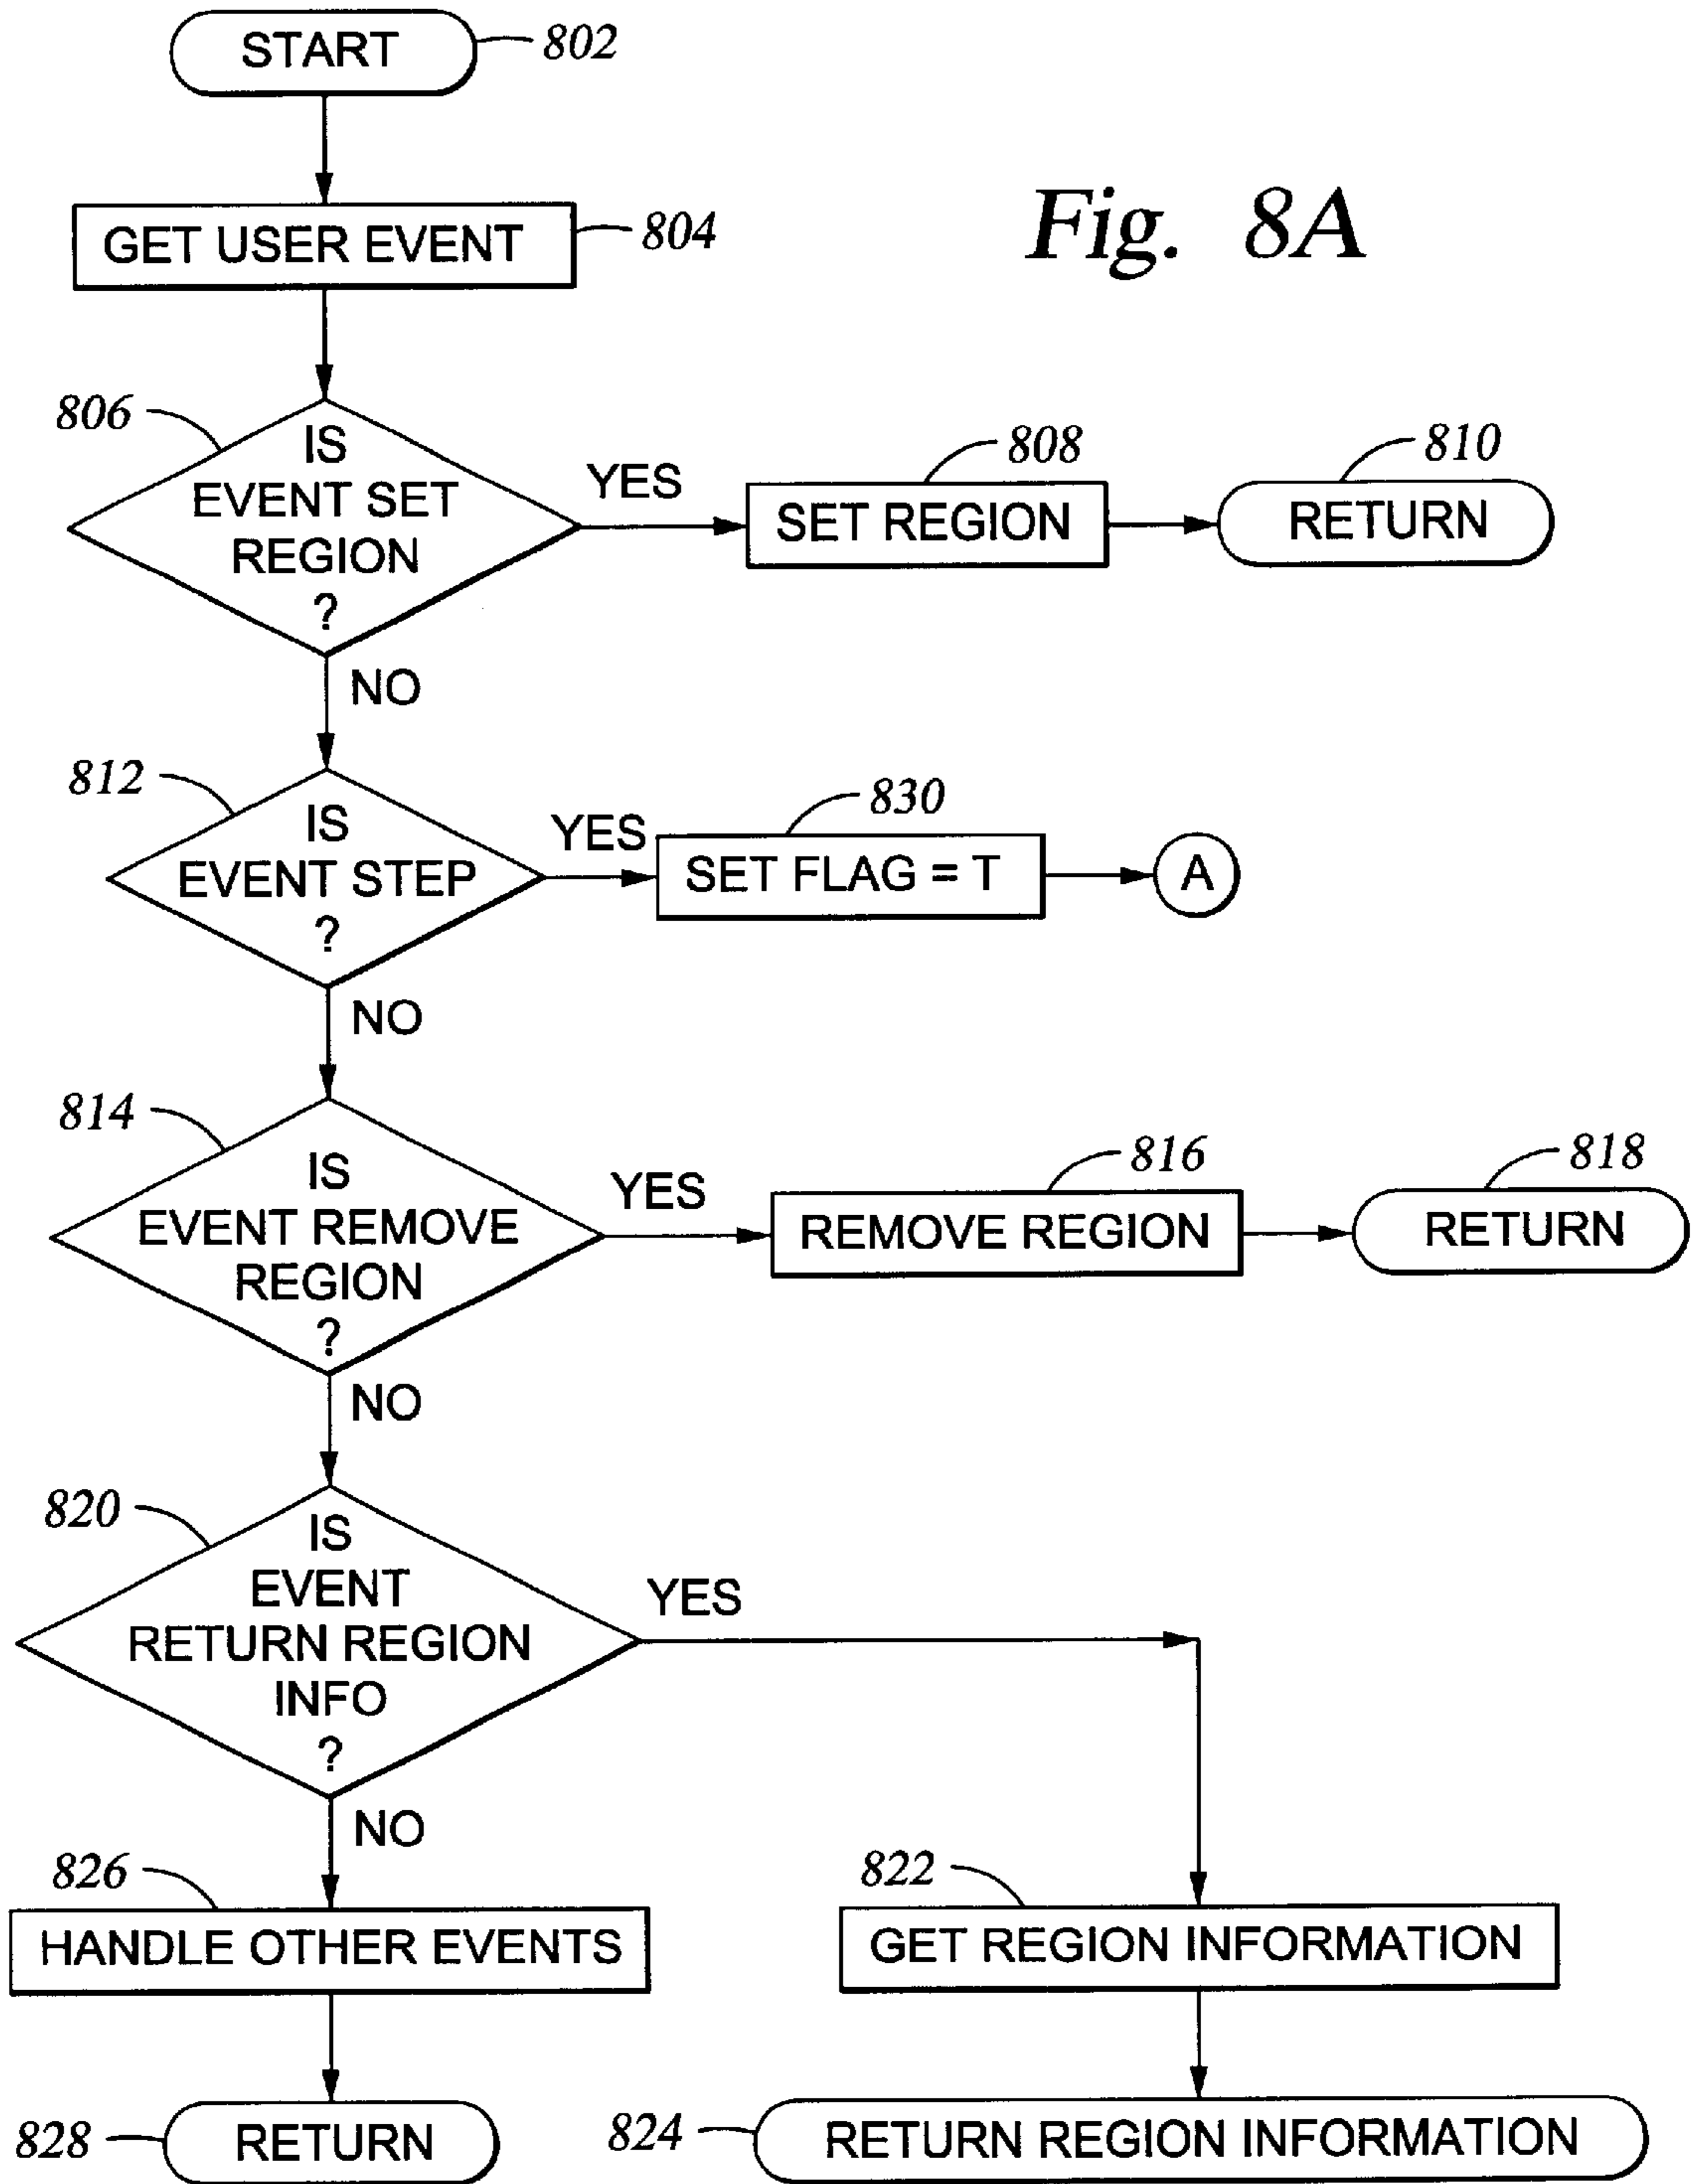 START
802
GET USER EVENT
804
Fig. 8A
806
IS
EVENT SET
REGION
?
YES
808
SET REGION
810
RETURN
NO
812
IS
EVENT STEP
?
YES
830
SET FLAG = T
A
NO
814
IS
EVENT REMOVE
REGION
?
YES
816
REMOVE REGION
818
RETURN
NO
820
IS
EVENT
RETURN REGION
INFO
?
YES
NO
826
HANDLE OTHER EVENTS
822
GET REGION INFORMATION
828
RETURN
824
RETURN REGION INFORMATION